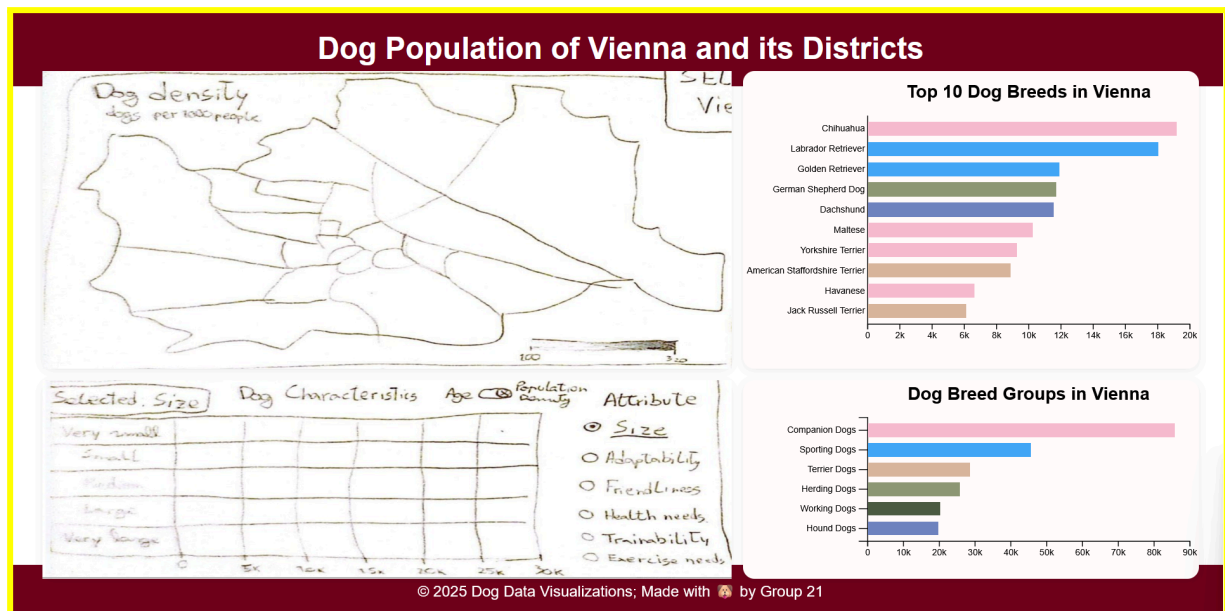 Dog Population of Vienna and its Districts
Dog density
dogs per 1000 people
SEL
Vie
100
320
Top 10 Dog Breeds in Vienna
Chihuahua
Labrador Retriever
Golden Retriever
German Shepherd Dog
Dachshund
Maltese
Yorkshire Terrier
American Staffordshire Terrier
Havanese
Jack Russell Terrier
0 2k 4k 6k 8k 10k 12k 14k 16k 18k 20k
Selected: Size
Dog Characteristics
Age
Population
Density
Very small
Small
Medium
Large
Very large
0 5k 10k 15k 20k 25k 30k
Attribute
Size
Adaptability
Friendliness
Health needs
Trainability
Exercise needs
Dog Breed Groups in Vienna
Companion Dogs
Sporting Dogs
Terrier Dogs
Herding Dogs
Working Dogs
Hound Dogs
0 10k 20k 30k 40k 50k 60k 70k 80k 90k
© 2025 Dog Data Visualizations; Made with 🐶 by Group 21